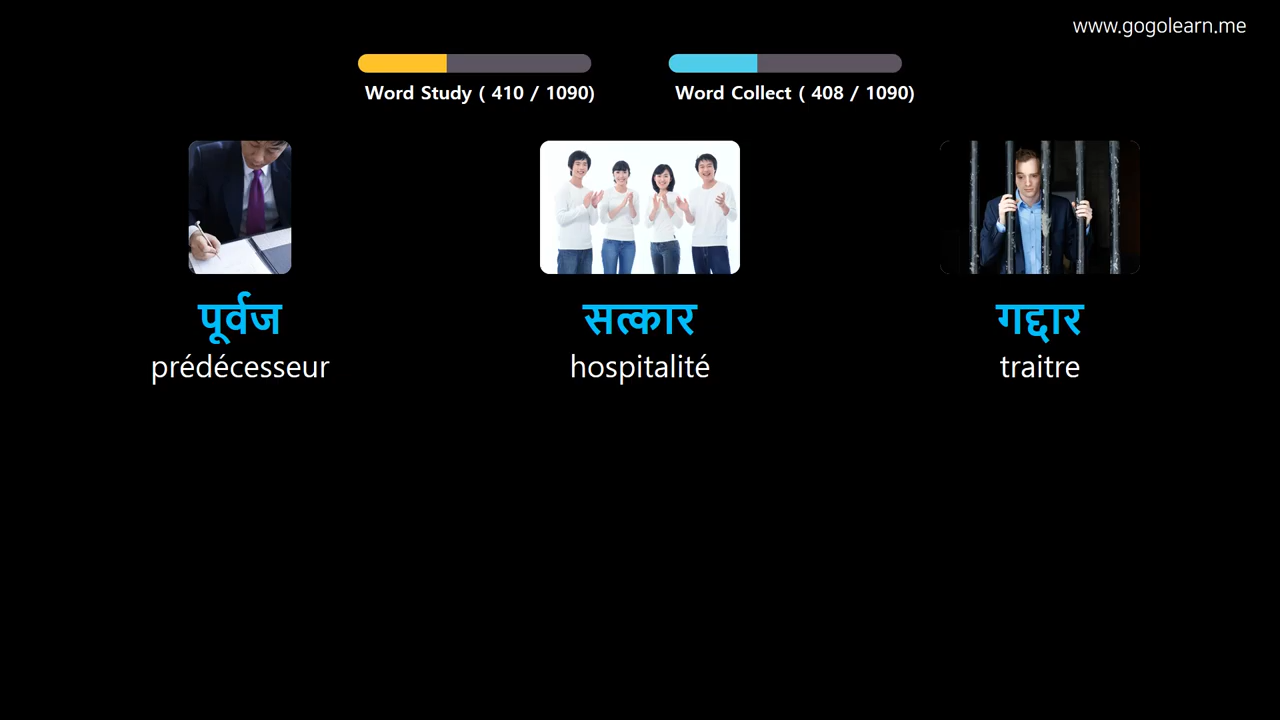 www.gogolearn.me
Word Study ( 410 / 1090)
Word Collect ( 408 / 1090)
पूर्वज
सत्कार
गद्दार
prédécesseur
hospitalité
traitre